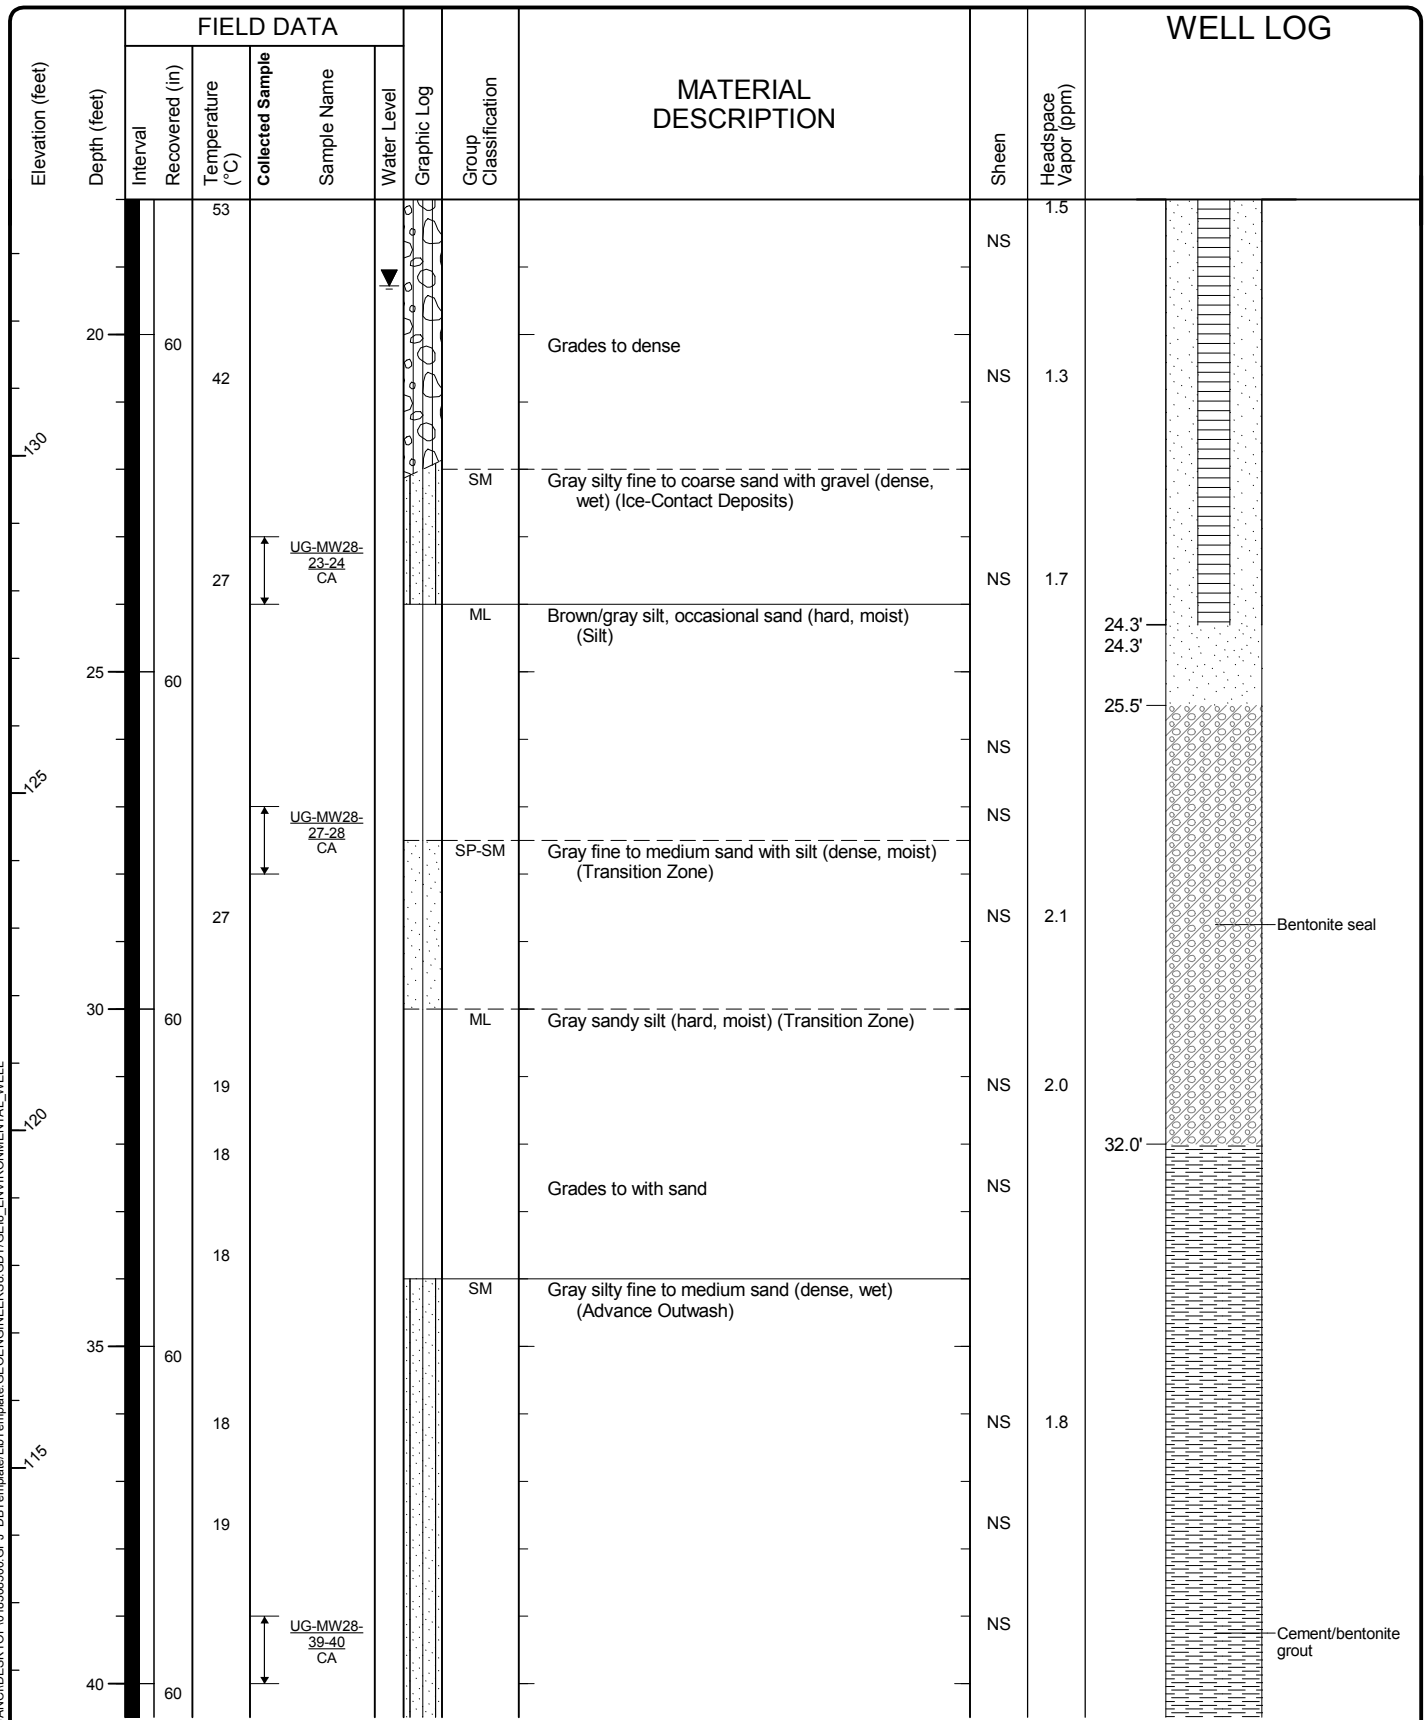 FIELD DATA
WELL LOG
Elevation (feet)
Depth (feet)
Interval
Recovered (in)
Temperature
(°C)
Collected Sample
Sample Name
Water Level
Graphic Log
Group
Classification
MATERIAL
DESCRIPTION
Sheen
Headspace
Vapor (ppm)
53
1.5
NS
20
60
Grades to dense
42
NS
1.3
130
SM
Gray silty fine to coarse sand with gravel (dense,
wet) (Ice-Contact Deposits)
UG-MW28-
23-24
CA
27
NS
1.7
ML
Brown/gray silt, occasional sand (hard, moist)
(Silt)
24.3'
24.3'
25
60
25.5'
NS
125
UG-MW28-
27-28
CA
NS
SP-SM
Gray fine to medium sand with silt (dense, moist)
(Transition Zone)
27
NS
2.1
Bentonite seal
30
60
ML
Gray sandy silt (hard, moist) (Transition Zone)
19
NS
2.0
120
18
32.0'
Grades to with sand
NS
18
SM
Gray silty fine to medium sand (dense, wet)
(Advance Outwash)
35
60
18
NS
1.8
115
19
NS
UG-MW28-
39-40
CA
NS
Cement/bentonite
grout
40
60